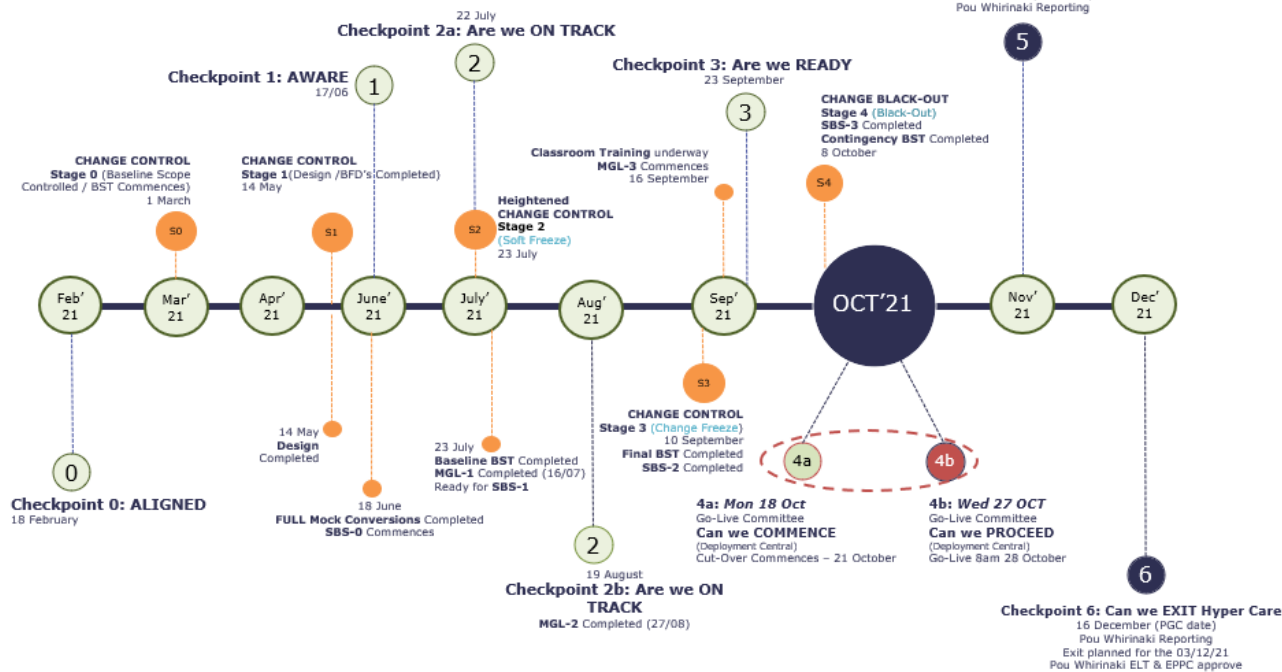 22 July
Checkpoint 2a: Are we ON TRACK
2
Checkpoint 1: AWARE
17/06
1
Pou Whirinaki Reporting
5
Checkpoint 3: Are we READY
23 September
3
CHANGE CONTROL
Stage 0 (Baseline Scope
Controlled / BST Commences)
1 March
S0
CHANGE CONTROL
Stage 1(Design /BFD's Completed)
14 May
S1
Heightened
CHANGE CONTROL
Stage 2
(Soft Freeze)
23 July
S2
Classroom Training underway
MGL-3 Commences
16 September
CHANGE BLACK-OUT
Stage 4 (Black-Out)
SBS-3 Completed
Contingency BST Completed
8 October
S4
Feb'
21
Mar'
21
Apr'
21
June'
21
July'
21
Aug'
21
Sep'
21
OCT'21
Nov'
21
Dec'
21
0
Checkpoint 0: ALIGNED
18 February
14 May
Design
Completed
18 June
FULL Mock Conversions Completed
SBS-0 Commences
23 July
Baseline BST Completed
MGL-1 Completed (16/07)
Ready for SBS-1
2
19 August
Checkpoint 2b: Are we ON
TRACK
MGL-2 Completed (27/08)
S3
CHANGE CONTROL
Stage 3 (Change Freeze)
10 September
Final BST Completed
SBS-2 Completed
4a
4a: Mon 18 Oct
Go-Live Committee
Can we COMMENCE
(Deployment Central)
Cut-Over Commences – 21 October
4b
4b: Wed 27 OCT
Go-Live Committee
Can we PROCEED
(Deployment Central)
Go-Live 8am 28 October
6
Checkpoint 6: Can we EXIT Hyper Care
16 December (PGC date)
Pou Whirinaki Reporting
Exit planned for the 03/12/21
Pou Whirinaki ELT & EPPC approve